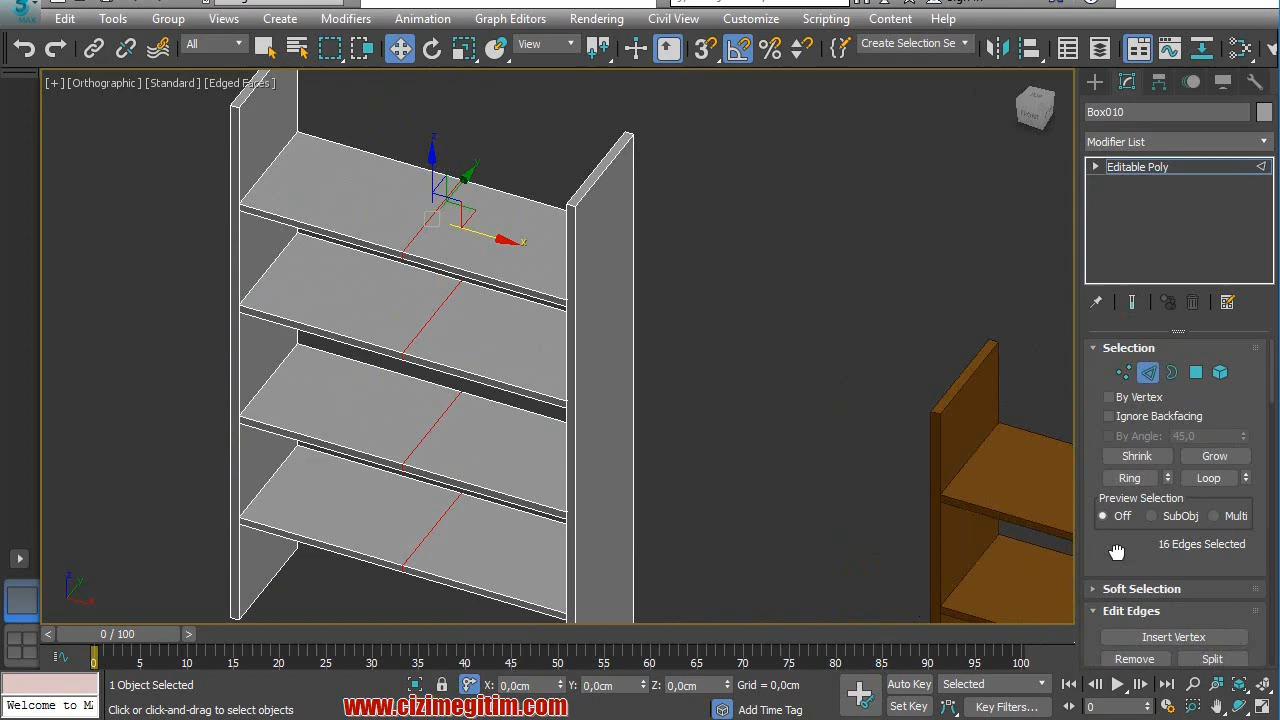 Edit Tools Group Views Create Modifiers Animation Graph Editors Rendering Civil View Customize Scripting Content Help
MAX
All
View
Create Selection Se
[+] [Orthographic] [Standard] [Edged Faces]
TOP
FRONT
z
y
x
Box010
Modifier List
Editable Poly
Selection
By Vertex
Ignore Backfacing
By Angle: 45,0
Shrink Grow
Ring Loop
Preview Selection
Off SubObj Multi
16 Edges Selected
Soft Selection
Edit Edges
Insert Vertex
Remove Split
z
y
x
< 0 / 100 >
0 5 10 15 20 25 30 35 40 45 50 55 60 65 70 75 80 85 90 95 100
1 Object Selected
X: 0,0cm Y: 0,0cm Z: 0,0cm Grid = 0,0cm
Auto Key Selected
Welcome to M
Click or click-and-drag to select objects
www.cizimegitim.com
Add Time Tag
Set Key Key Filters...
0